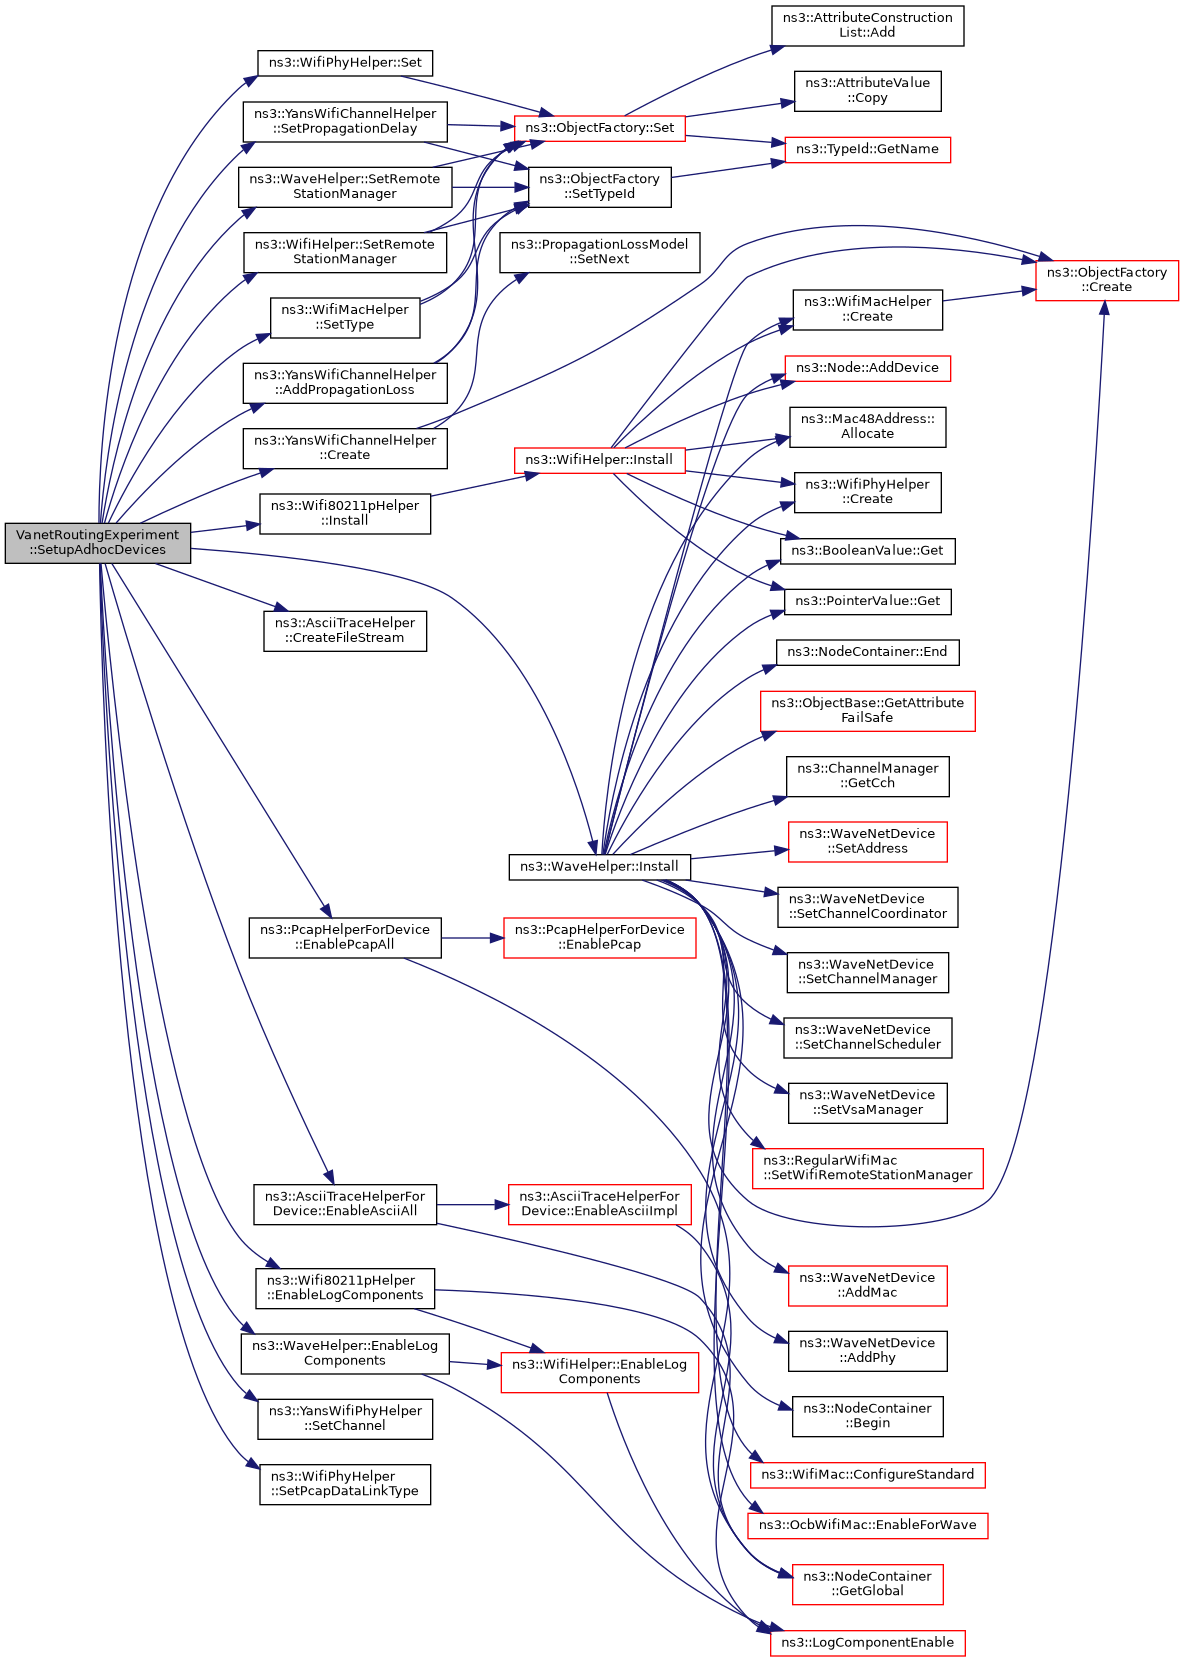 VanetRoutingExperiment
::SetupAdhocDevices
ns3::WifiPhyHelper::Set
ns3::YansWifiChannelHelper
::SetPropagationDelay
ns3::WaveHelper::SetRemote
StationManager
ns3::WifiHelper::SetRemote
StationManager
ns3::WifiMacHelper
::SetType
ns3::YansWifiChannelHelper
::AddPropagationLoss
ns3::YansWifiChannelHelper
::Create
ns3::Wifi80211pHelper
::Install
ns3::AsciiTraceHelper
::CreateFileStream
ns3::PcapHelperForDevice
::EnablePcapAll
ns3::AsciiTraceHelperFor
Device::EnableAsciiAll
ns3::Wifi80211pHelper
::EnableLogComponents
ns3::WaveHelper::EnableLog
Components
ns3::YansWifiPhyHelper
::SetChannel
ns3::WifiPhyHelper
::SetPcapDataLinkType
ns3::ObjectFactory::Set
ns3::ObjectFactory
::SetTypeId
ns3::PropagationLossModel
::SetNext
ns3::WifiHelper::Install
ns3::WaveHelper::Install
ns3::PcapHelperForDevice
::EnablePcap
ns3::AsciiTraceHelperFor
Device::EnableAsciiImpl
ns3::WifiHelper::EnableLog
Components
ns3::AttributeConstruction
List::Add
ns3::AttributeValue
::Copy
ns3::TypeId::GetName
ns3::WifiMacHelper
::Create
ns3::Node::AddDevice
ns3::Mac48Address::
Allocate
ns3::WifiPhyHelper
::Create
ns3::BooleanValue::Get
ns3::PointerValue::Get
ns3::NodeContainer::End
ns3::ObjectBase::GetAttribute
FailSafe
ns3::ChannelManager
::GetCch
ns3::WaveNetDevice
::SetAddress
ns3::WaveNetDevice
::SetChannelCoordinator
ns3::WaveNetDevice
::SetChannelManager
ns3::WaveNetDevice
::SetChannelScheduler
ns3::WaveNetDevice
::SetVsaManager
ns3::RegularWifiMac
::SetWifiRemoteStationManager
ns3::WaveNetDevice
::AddMac
ns3::WaveNetDevice
::AddPhy
ns3::NodeContainer
::Begin
ns3::WifiMac::ConfigureStandard
ns3::OcbWifiMac::EnableForWave
ns3::NodeContainer
::GetGlobal
ns3::LogComponentEnable
ns3::ObjectFactory
::Create